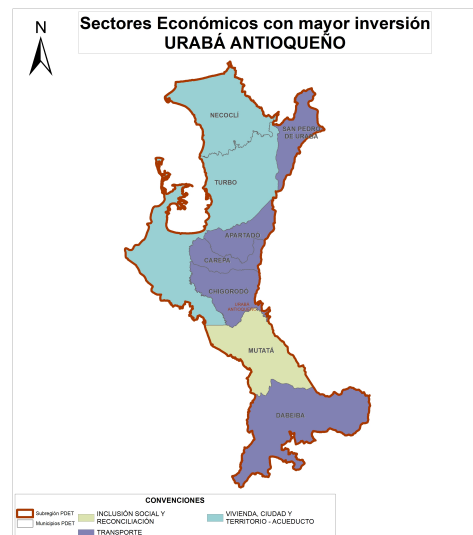 Sectores Económicos con mayor inversión
URABÁ ANTIOQUEÑO
N
NECOCLÍ
SAN PEDRO
DE URABÁ
TURBO
APARTADÓ
CAREPA
CHIGORODÓ
MUTATÁ
DABEIBA
CONVENCIONES
Subregión PDET
Municipios PDET
INCLUSIÓN SOCIAL Y
RECONCILIACIÓN
TRANSPORTE
VIVIENDA, CIUDAD Y
TERRITORIO - ACUEDUCTO